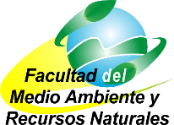 Facultad del
Medio Ambiente y
Recursos Naturales